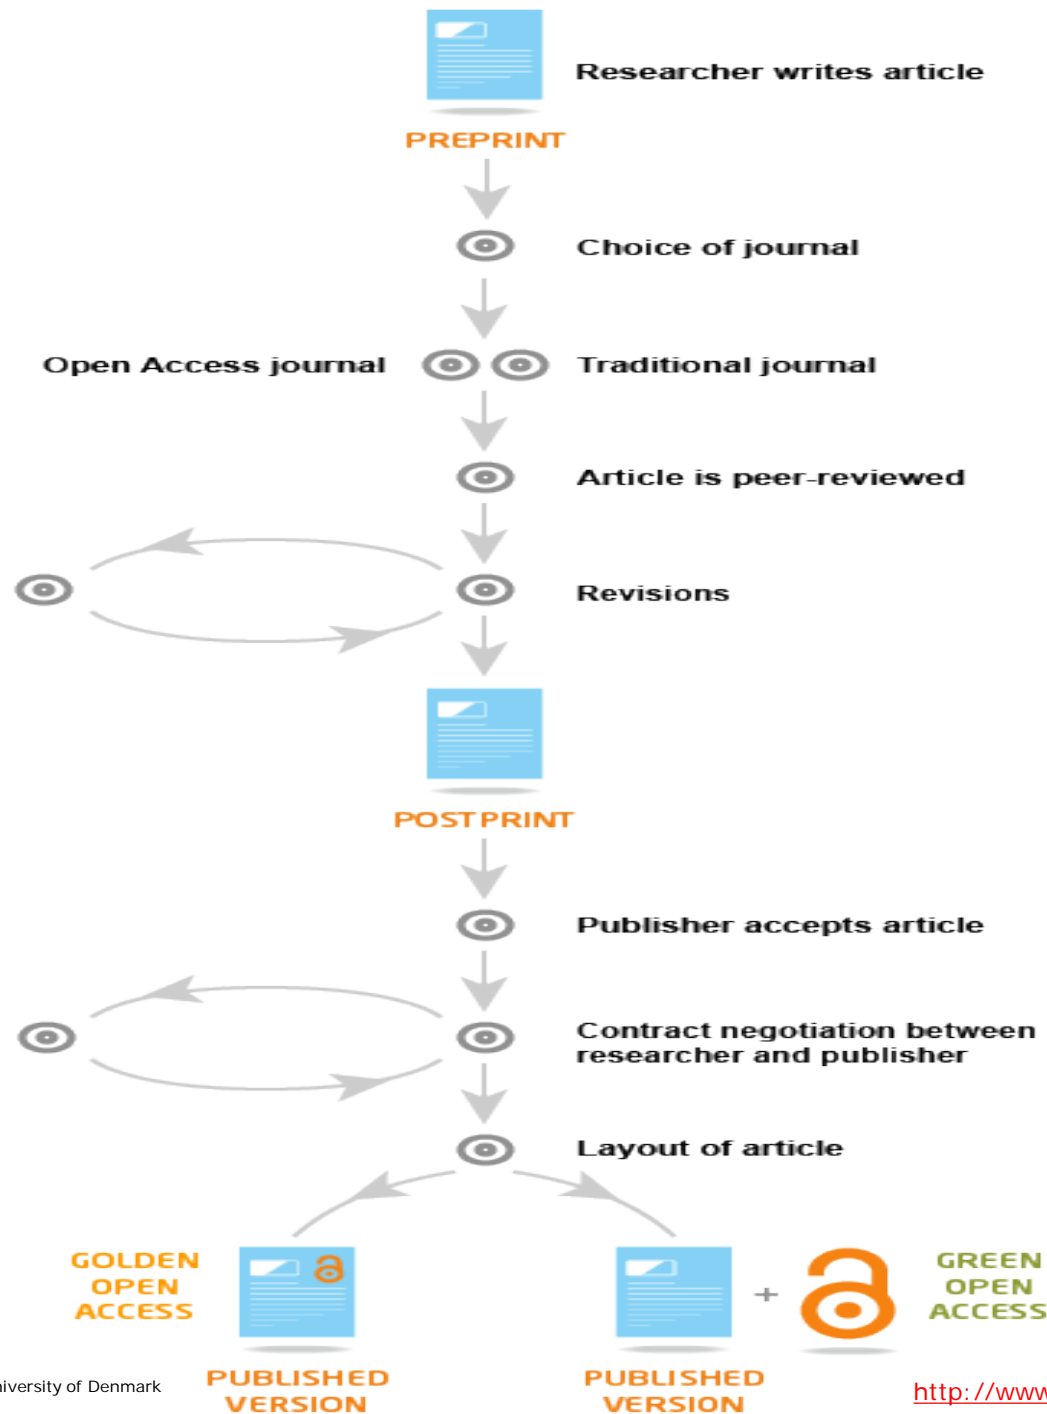 Researcher writes article
PREPRINT
Choice of journal
Open Access journal
Traditional journal
Article is peer-reviewed
Revisions
POSTPRINT
Publisher accepts article
Contract negotiation between
researcher and publisher
Layout of article
GOLDEN
OPEN
ACCESS
+
GREEN
OPEN
ACCESS
PUBLISHED
VERSION
PUBLISHED
VERSION
niversity of Denmark
http://www